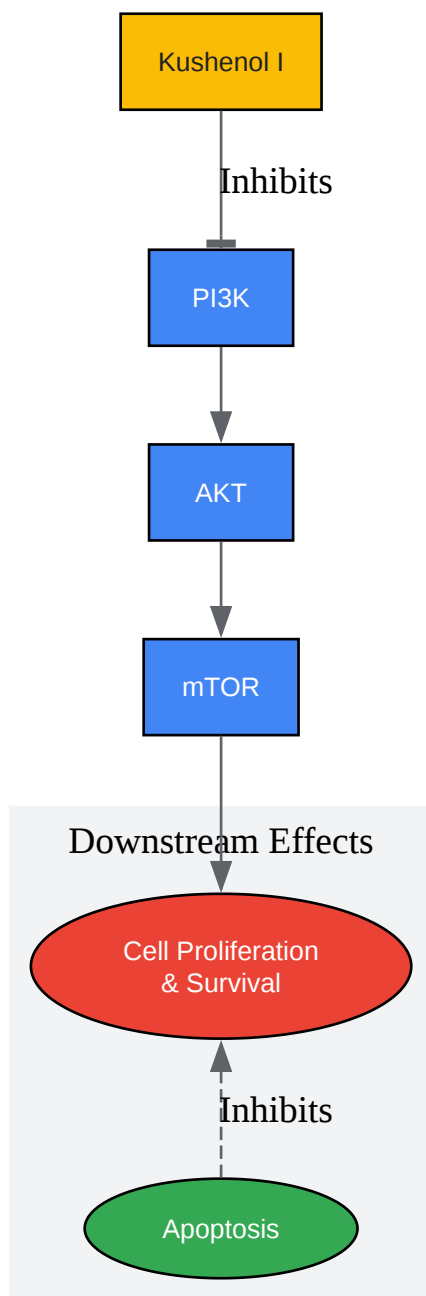 Kushenol I
Inhibits
PI3K
AKT
mTOR
Downstream Effects
Cell Proliferation
& Survival
Inhibits
Apoptosis